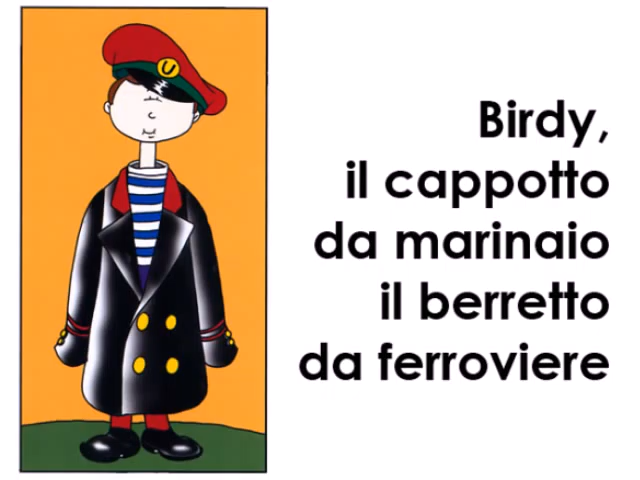 U
Birdy,
il cappotto
da marinaio
il berretto
da ferroviere